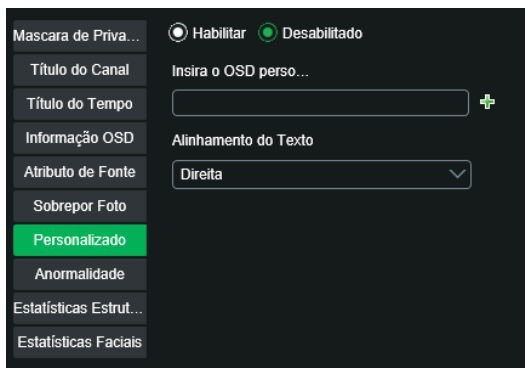 Mascara de Priva...
Título do Canal
Título do Tempo
Informação OSD
Atributo de Fonte
Sobrepor Foto
Personalizado
Anormalidade
Estatísticas Estrut...
Estatísticas Faciais
Habilitar
Desabilitado
Insira o OSD perso...
Alinhamento do Texto
Direita